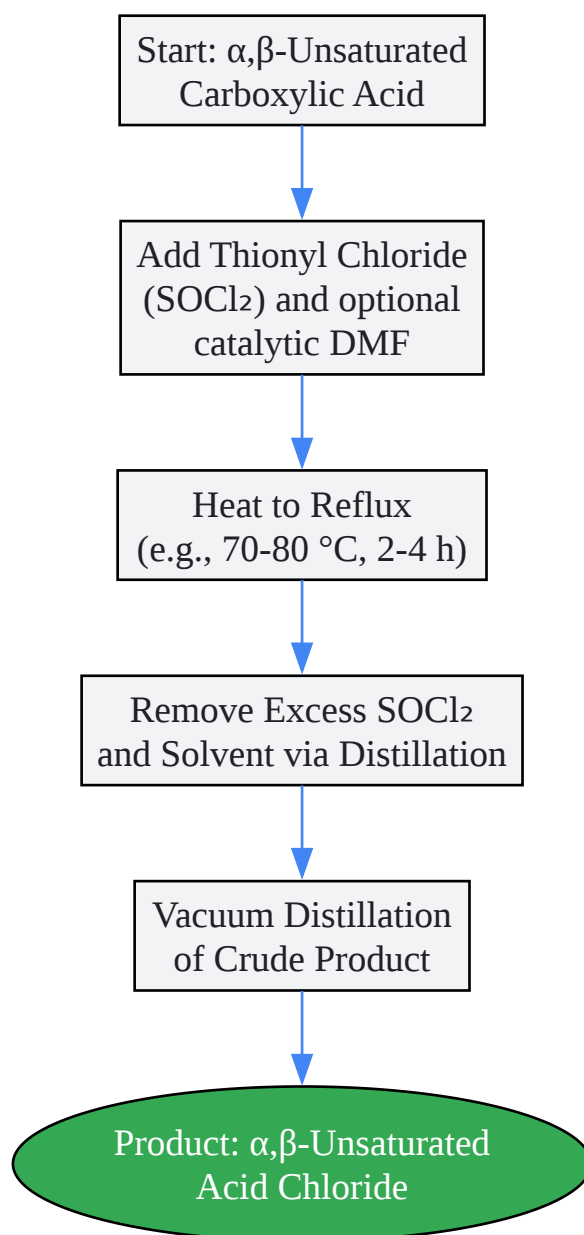 Start: α,β-Unsaturated
Carboxylic Acid
Add Thionyl Chloride
(SOCl₂) and optional
catalytic DMF
Heat to Reflux
(e.g., 70-80 °C, 2-4 h)
Remove Excess SOCl₂
and Solvent via Distillation
Vacuum Distillation
of Crude Product
Product: α,β-Unsaturated
Acid Chloride